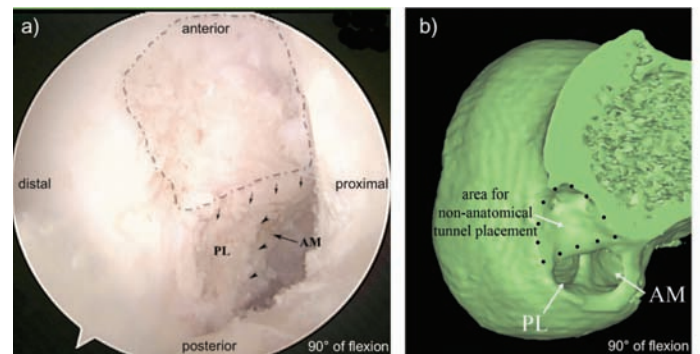 a)
anterior
distal
proximal
PL
AM
posterior
90° of flexion
b)
area for
non-anatomical
tunnel placement
PL
AM
90° of flexion